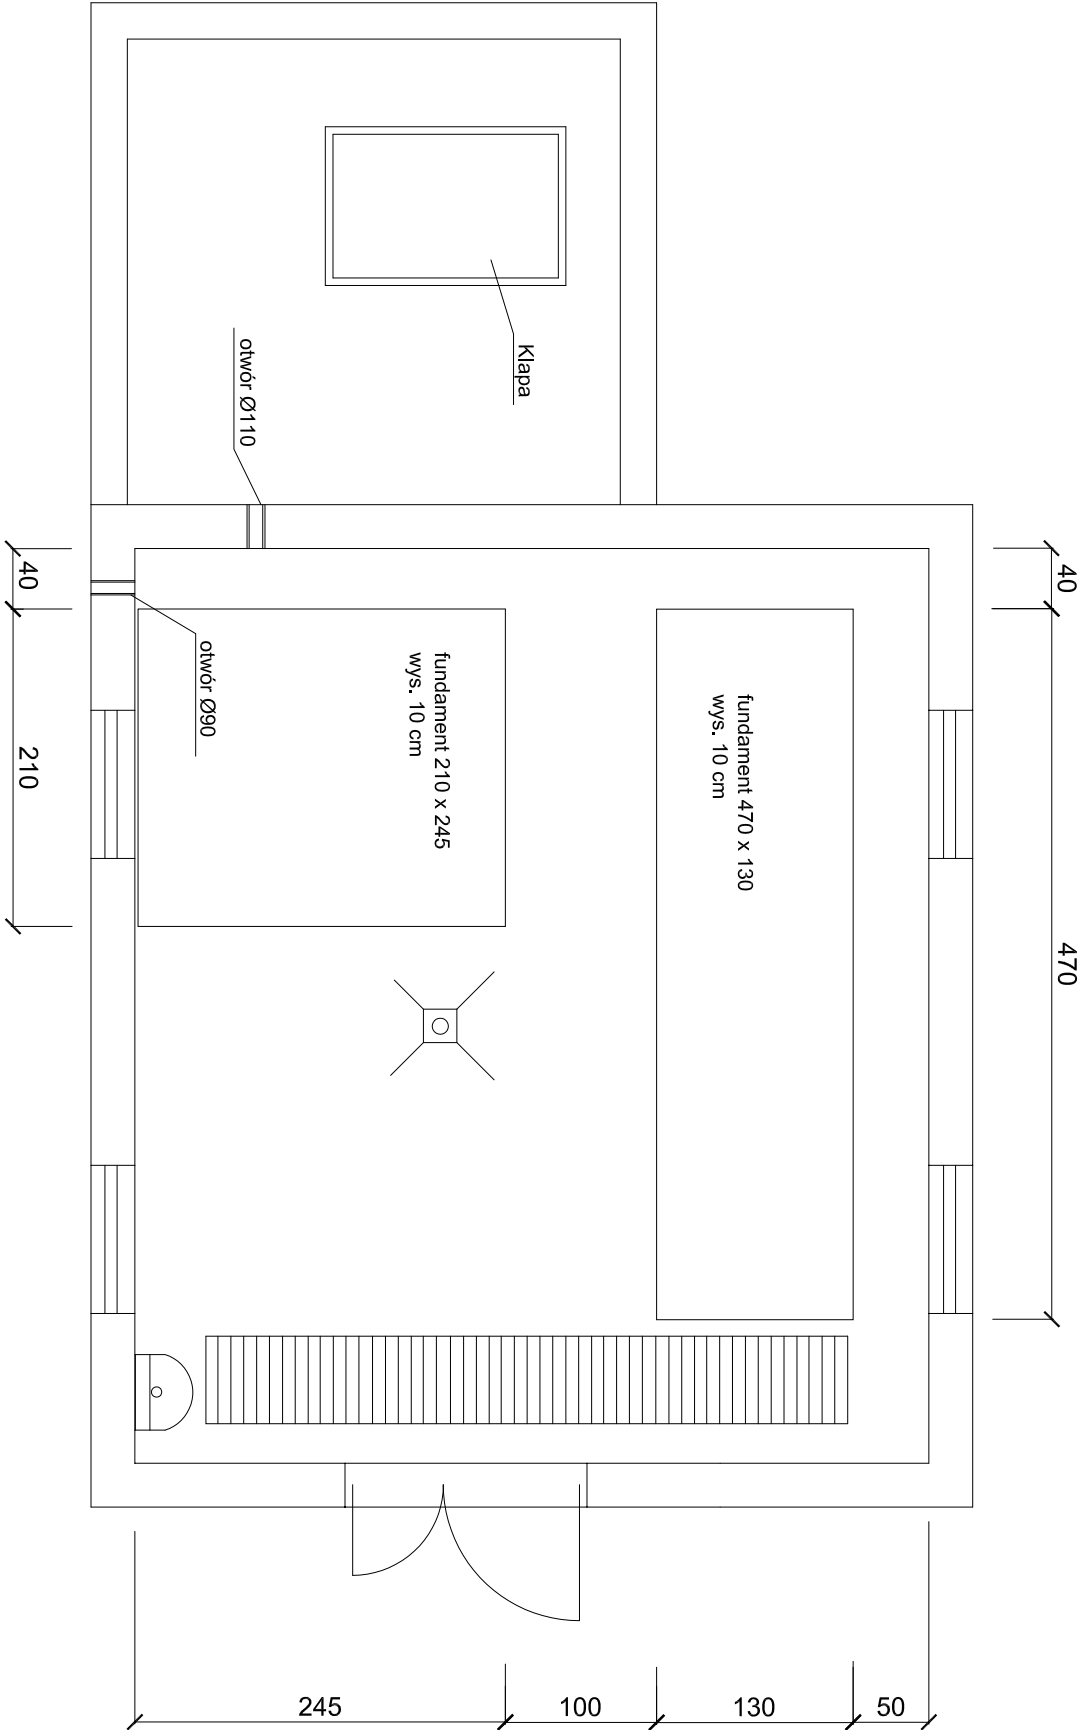 Klapa
otwór Ø110
40
40
otwór Ø90
fundament 210 x 245
wys. 10 cm
fundament 470 x 130
wys. 10 cm
210
470
245
100
130
50